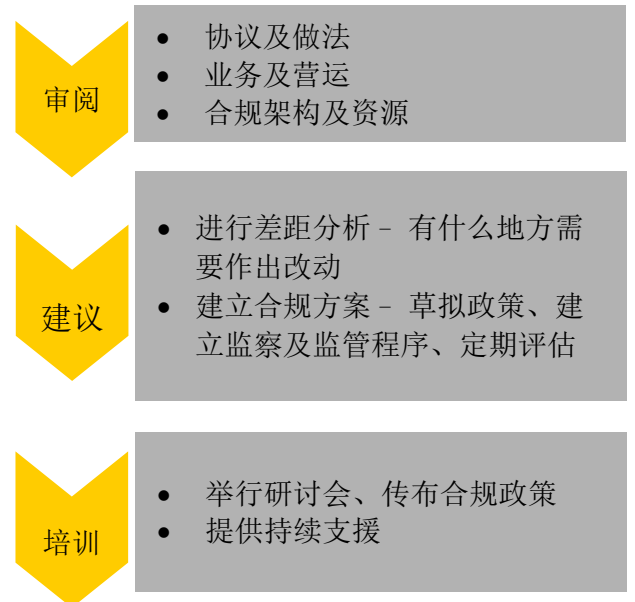 审阅
• 协议及做法
• 业务及营运
• 合规架构及资源
建议
• 进行差距分析 – 有什么地方需
要作出改动
• 建立合规方案 – 草拟政策、建
立监察及监管程序、定期评估
培训
• 举行研讨会、传布合规政策
• 提供持续支援